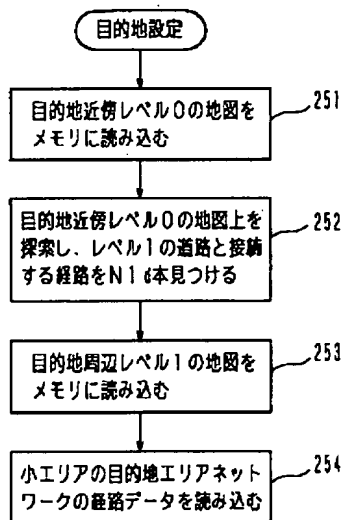 目的地設定
目的地近傍レベル0の地図を
メモリに読み込む
251
目的地近傍レベル0の地図上を
探索し、レベル1の道路と接続
する経路をN1d本見つける
252
目的地周辺レベル1の地図を
メモリに読み込む
253
小エリアの目的地エリアネット
ワークの経路データを読み込む
254